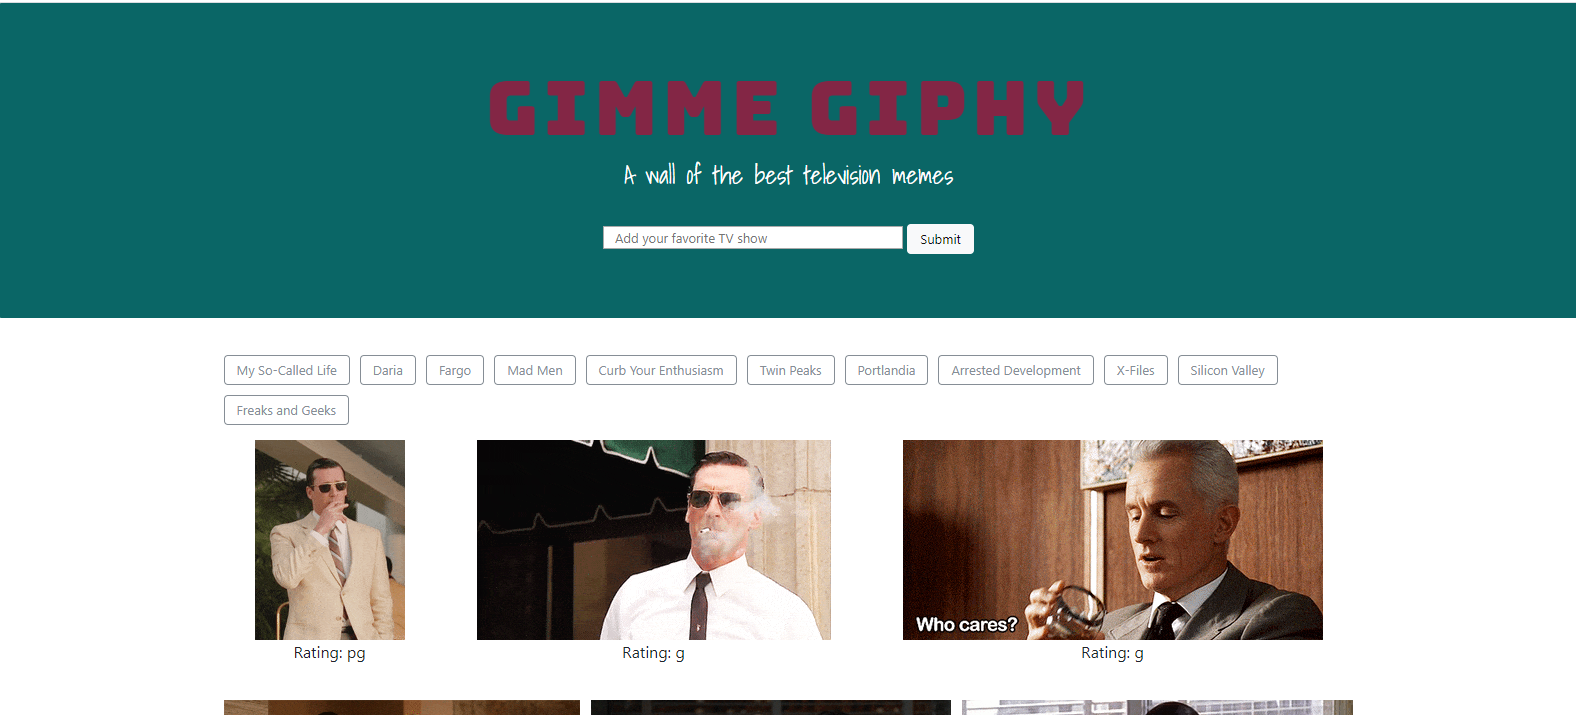 GIMME GIPHY
A wall of the best television memes
Add your favorite TV show Submit
My So-Called Life Daria Fargo Mad Men Curb Your Enthusiasm Twin Peaks Portlandia Arrested Development X-Files Silicon Valley
Freaks and Geeks
Who cares?
Rating: pg Rating: g Rating: g